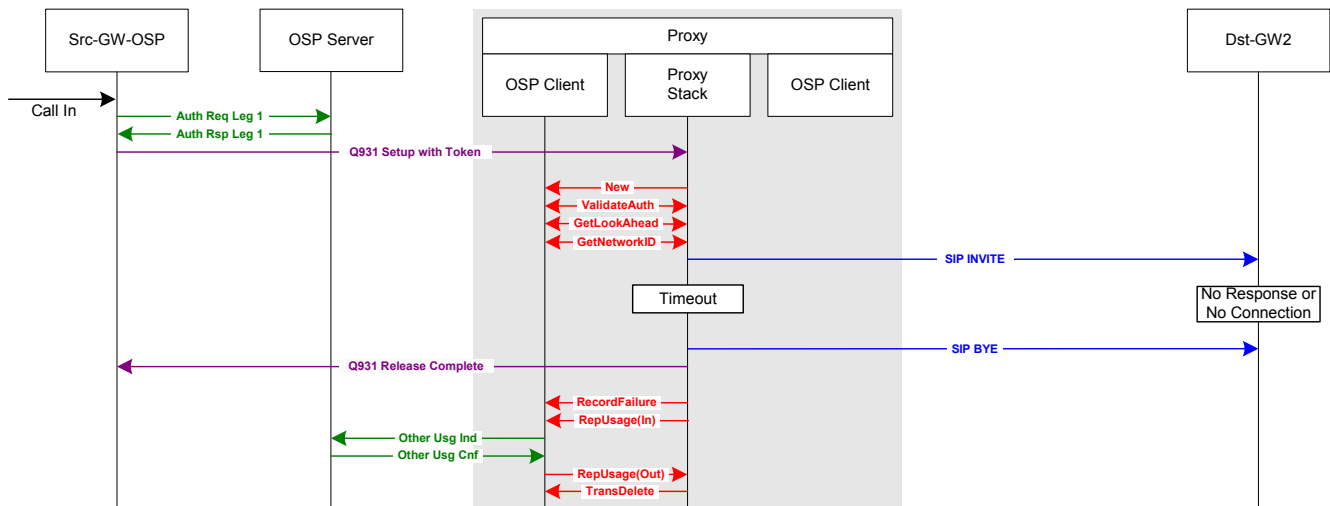 Src-GW-OSP
OSP Server
Proxy
OSP Client
Proxy
Stack
OSP Client
Dst-GW2
Call In
Auth Req Leg 1
Auth Rsp Leg 1
Q931 Setup with Token
New
ValidateAuth
GetLookAhead
GetNetworkID
SIP INVITE
Timeout
No Response or
No Connection
SIP BYE
Q931 Release Complete
RecordFailure
RepUsage(In)
Other Usg Ind
Other Usg Cnf
RepUsage(Out)
TransDelete